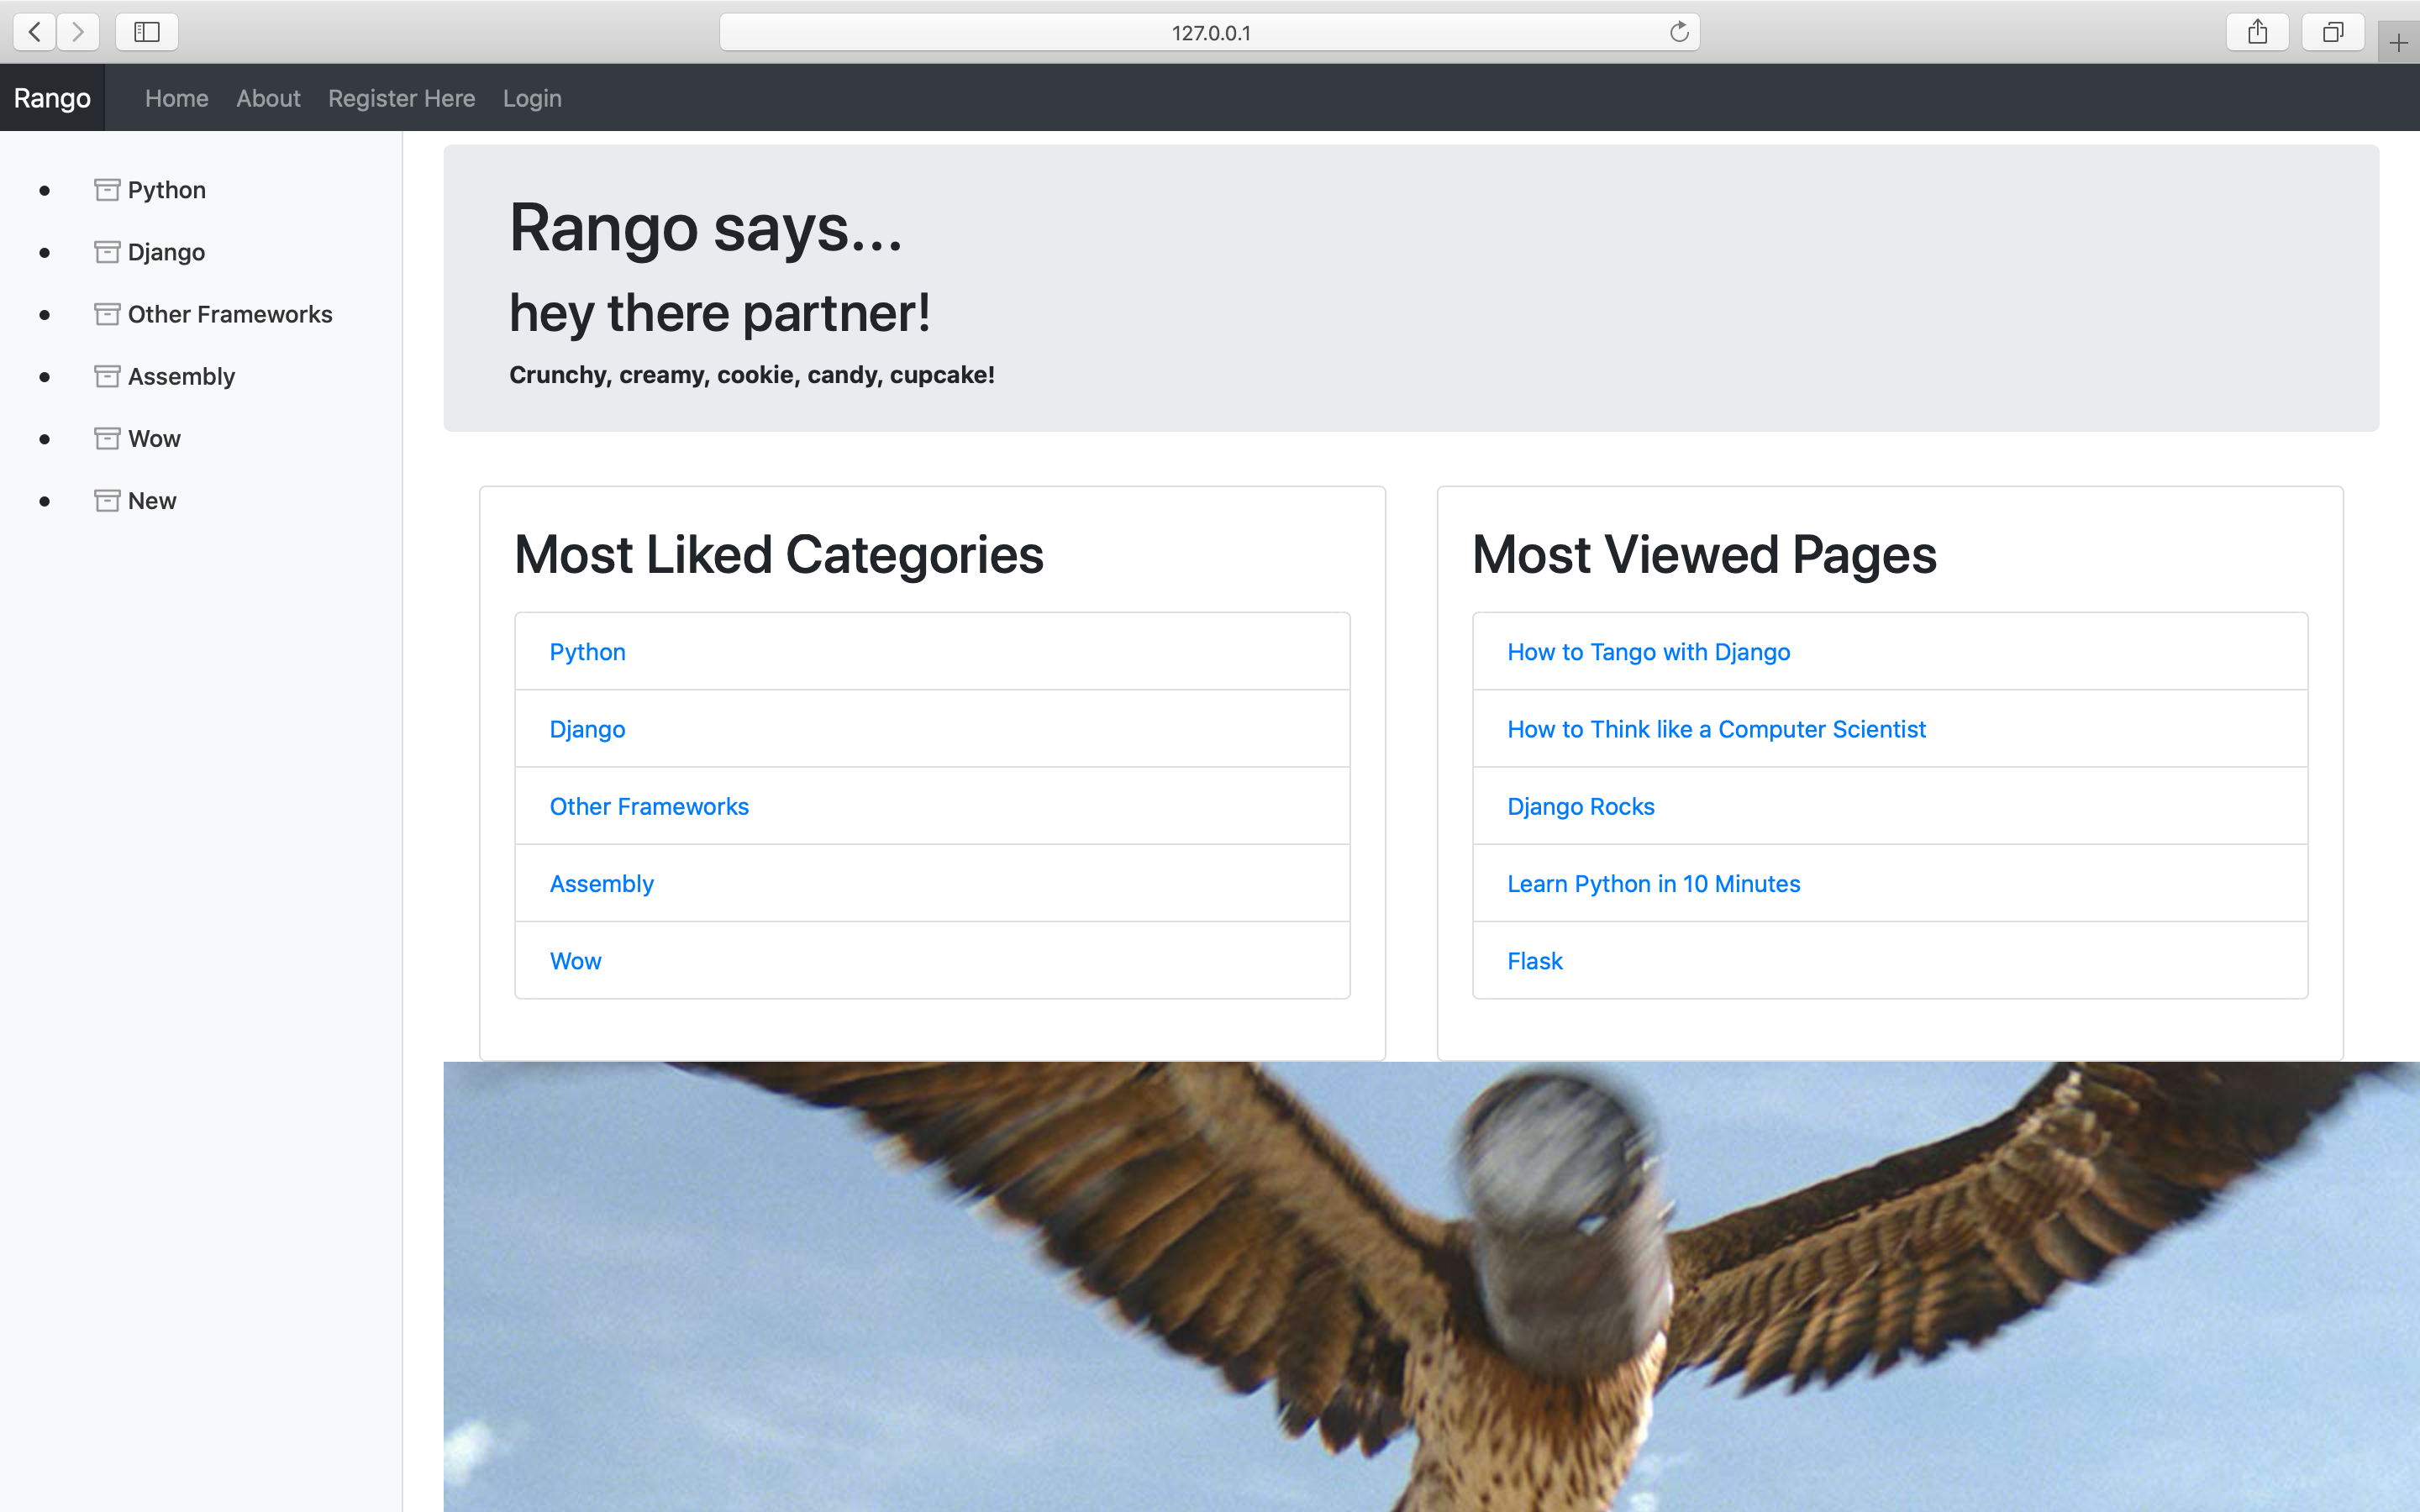 127.0.0.1
Rango Home About Register Here Login
Python
Django
Other Frameworks
Assembly
Wow
New
Rango says...
hey there partner!
Crunchy, creamy, cookie, candy, cupcake!
Most Liked Categories
Python
Django
Other Frameworks
Assembly
Wow
Most Viewed Pages
How to Tango with Django
How to Think like a Computer Scientist
Django Rocks
Learn Python in 10 Minutes
Flask